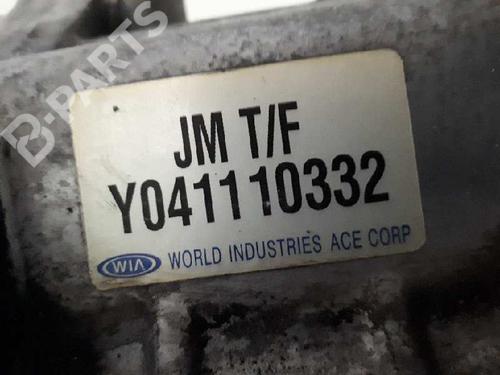 B-PARTS
JM T/F
Y041110332
WIA WORLD INDUSTRIES ACE CORP